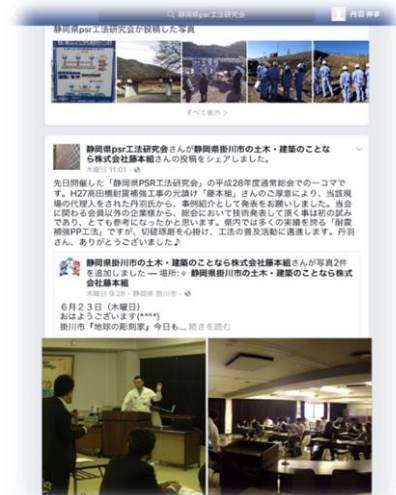 静岡県psr工法研究会
丹羽 伸事
静岡県psr工法研究会が投稿した写真
すべて表示 >
静岡県psr工法研究会さんが静岡県掛川市の土木・建築のことな
ら株式会社藤本組さんの投稿をシェアしました。
木曜日 11:01 ·
先日開催した「静岡県PSR工法研究会」の平成28年度通常総会での一コマで
す。H27高田橋耐震補強工事の元請け「藤本組」さんのご厚意により、当該現
場の代理人をされた丹羽氏から、事例紹介として発表をお願いしました。当会
に関わる会員以外の企業様から、総会において技術発表して頂く事は初の試み
であり、とても参考になったかと思います。県内では多くの実績を誇る「耐震
補強PP工法」ですが、切磋琢磨を心掛け、工法の普及活動に邁進します。丹羽
さん、ありがとうございました♪
静岡県掛川市の土木・建築のことなら株式会社藤本組さんが写真2件
を追加しました — 場所: 静岡県掛川市の土木・建築のことなら株式
会社藤本組
木曜日 9:28 · 静岡県 掛川市 ·
６月２３日（木曜日）
おはようございます(*^^*)
掛川市『地球の彫刻家』今日も... 続きを読む